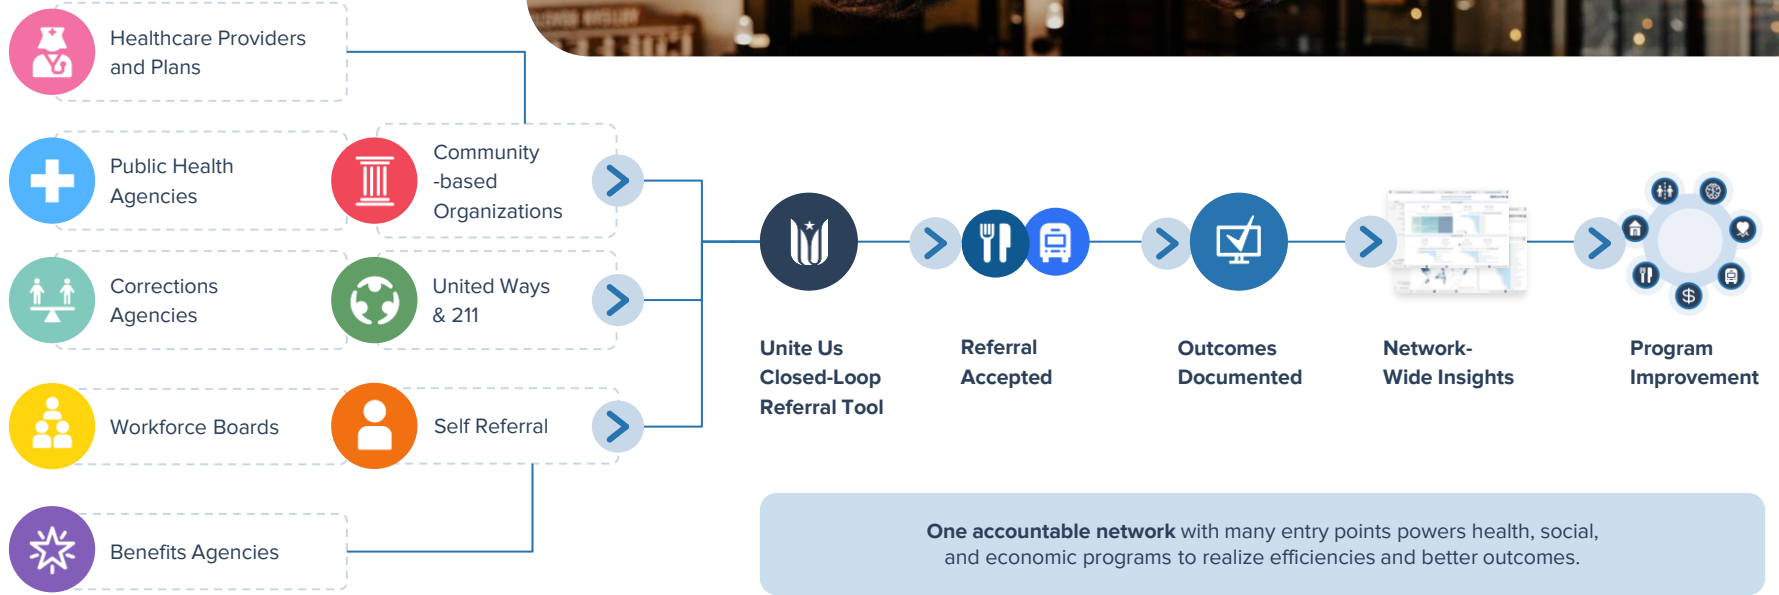 Healthcare Providers
and Plans
Public Health
Agencies
Community
-based
Organizations
Corrections
Agencies
United Ways
& 211
Workforce Boards
Self Referral
Benefits Agencies
Unite Us
Closed-Loop
Referral Tool
Referral
Accepted
Outcomes
Documented
Network-
Wide Insights
Program
Improvement
One accountable network with many entry points powers health, social,
and economic programs to realize efficiencies and better outcomes.